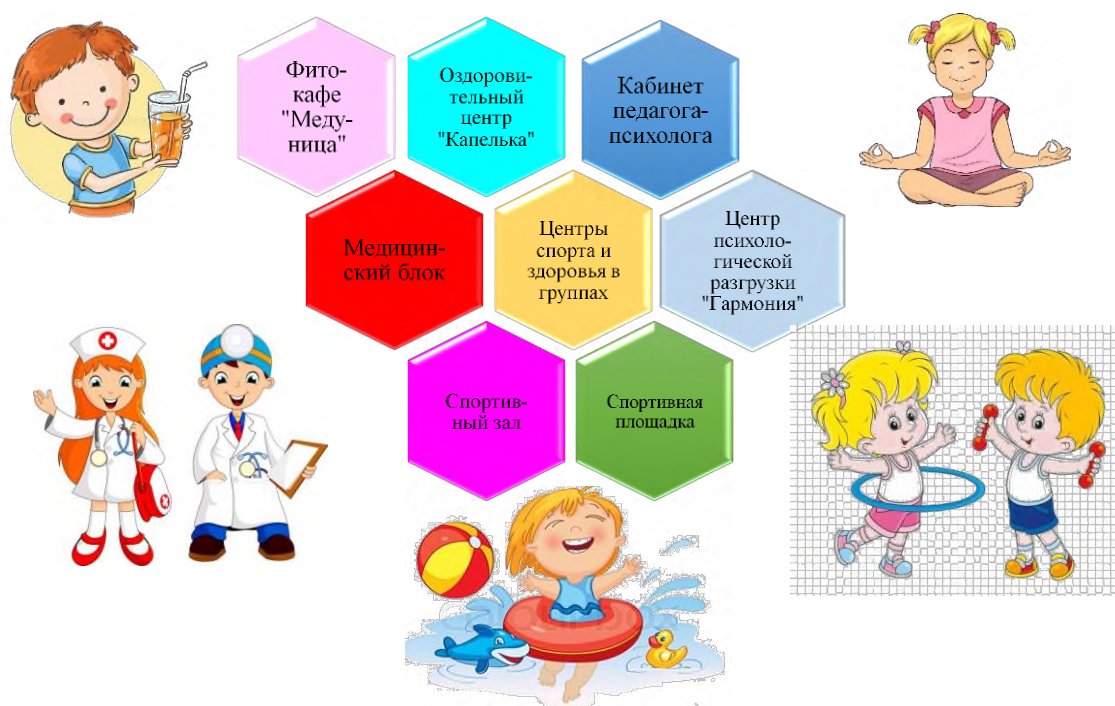 Фито-
кафе
"Меду-
ница"
Оздорови-
тельный
центр
"Капелька"
Кабинет
педагога-
психолога
Медицин-
ский блок
Центры
спорта и
здоровья в
группах
Центр
психоло-
гической
разгрузки
"Гармония"
Спортив-
ный зал
Спортивная
площадка